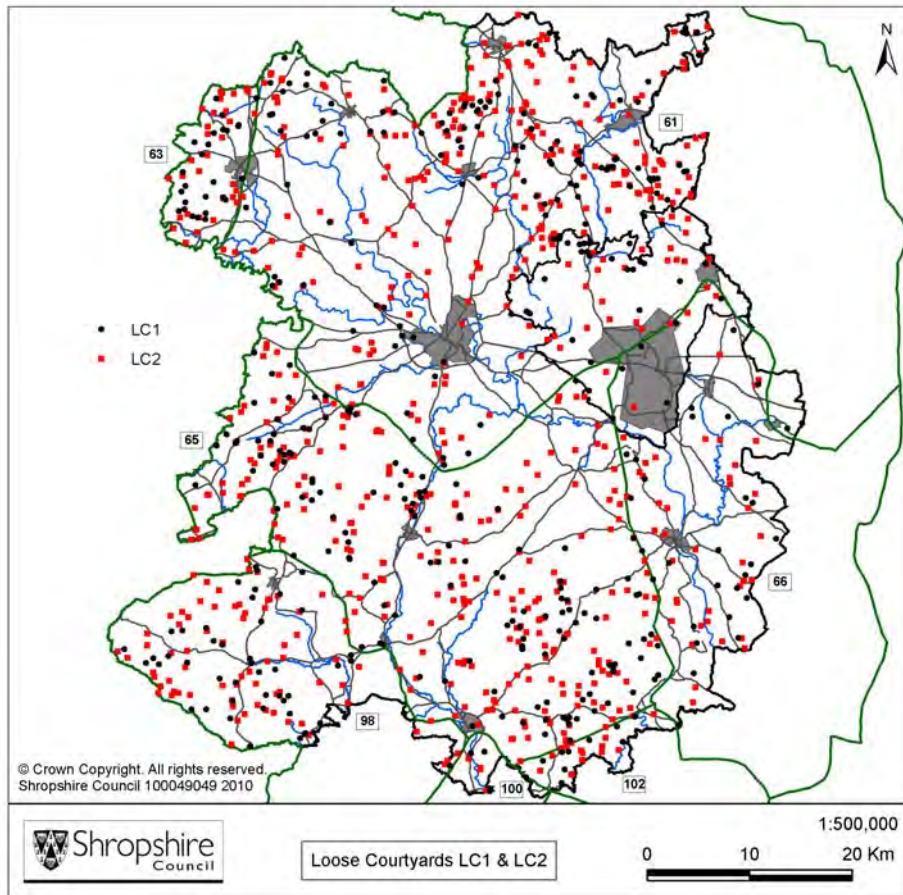 N
61
63
LC1
LC2
65
66
98
© Crown Copyright. All rights reserved.
Shropshire Council 100049049 2010
100
102
Shropshire
Council
Loose Courtyards LC1 & LC2
1:500,000
0 10 20 Km